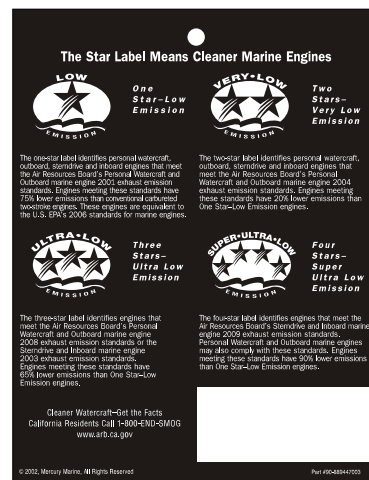 The Star Label Means Cleaner Marine Engines
LOW
EMISSION
One
Star–Low
Emission
VERY•LOW
EMISSION
Two
Stars–
Very Low
Emission
The one-star label identifies personal watercraft,
outboard, sterndrive and inboard engines that meet
the Air Resources Board's Personal Watercraft and
Outboard marine engine 2001 exhaust emission
standards. Engines meeting these standards have
75% lower emissions than conventional carbureted
two-stroke engines. These engines are equivalent to
the U.S. EPA's 2006 standards for marine engines.
The two-star label identifies personal watercraft,
outboard, sterndrive and inboard engines that
meet the Air Resources Board's Personal
Watercraft and Outboard marine engine 2004
exhaust emission standards. Engines meeting
these standards have 20% lower emissions than
One Star–Low Emission engines.
ULTRA•LOW
EMISSION
Three
Stars–
Ultra Low
Emission
SUPER•ULTRA•LOW
EMISSION
Four
Stars–
Super
Ultra Low
Emission
The three-star label identifies engines that
meet the Air Resources Board's Personal
Watercraft and Outboard marine engine
2008 exhaust emission standards or the
Sterndrive and Inboard marine engine
2003 exhaust emission standards.
Engines meeting these standards have
65% lower emissions than One Star–Low
Emission engines.
The four-star label identifies engines that meet the
Air Resources Board's Sterndrive and Inboard marine
engine 2009 exhaust emission standards.
Personal Watercraft and Outboard marine engines
may also comply with these standards. Engines
meeting these standards have 90% lower emissions
than One Star–Low Emission engines.
Cleaner Watercraft–Get the Facts
California Residents Call 1-800-END-SMOG
www.arb.ca.gov
© 2002, Mercury Marine, All Rights Reserved
Part #90-889447003